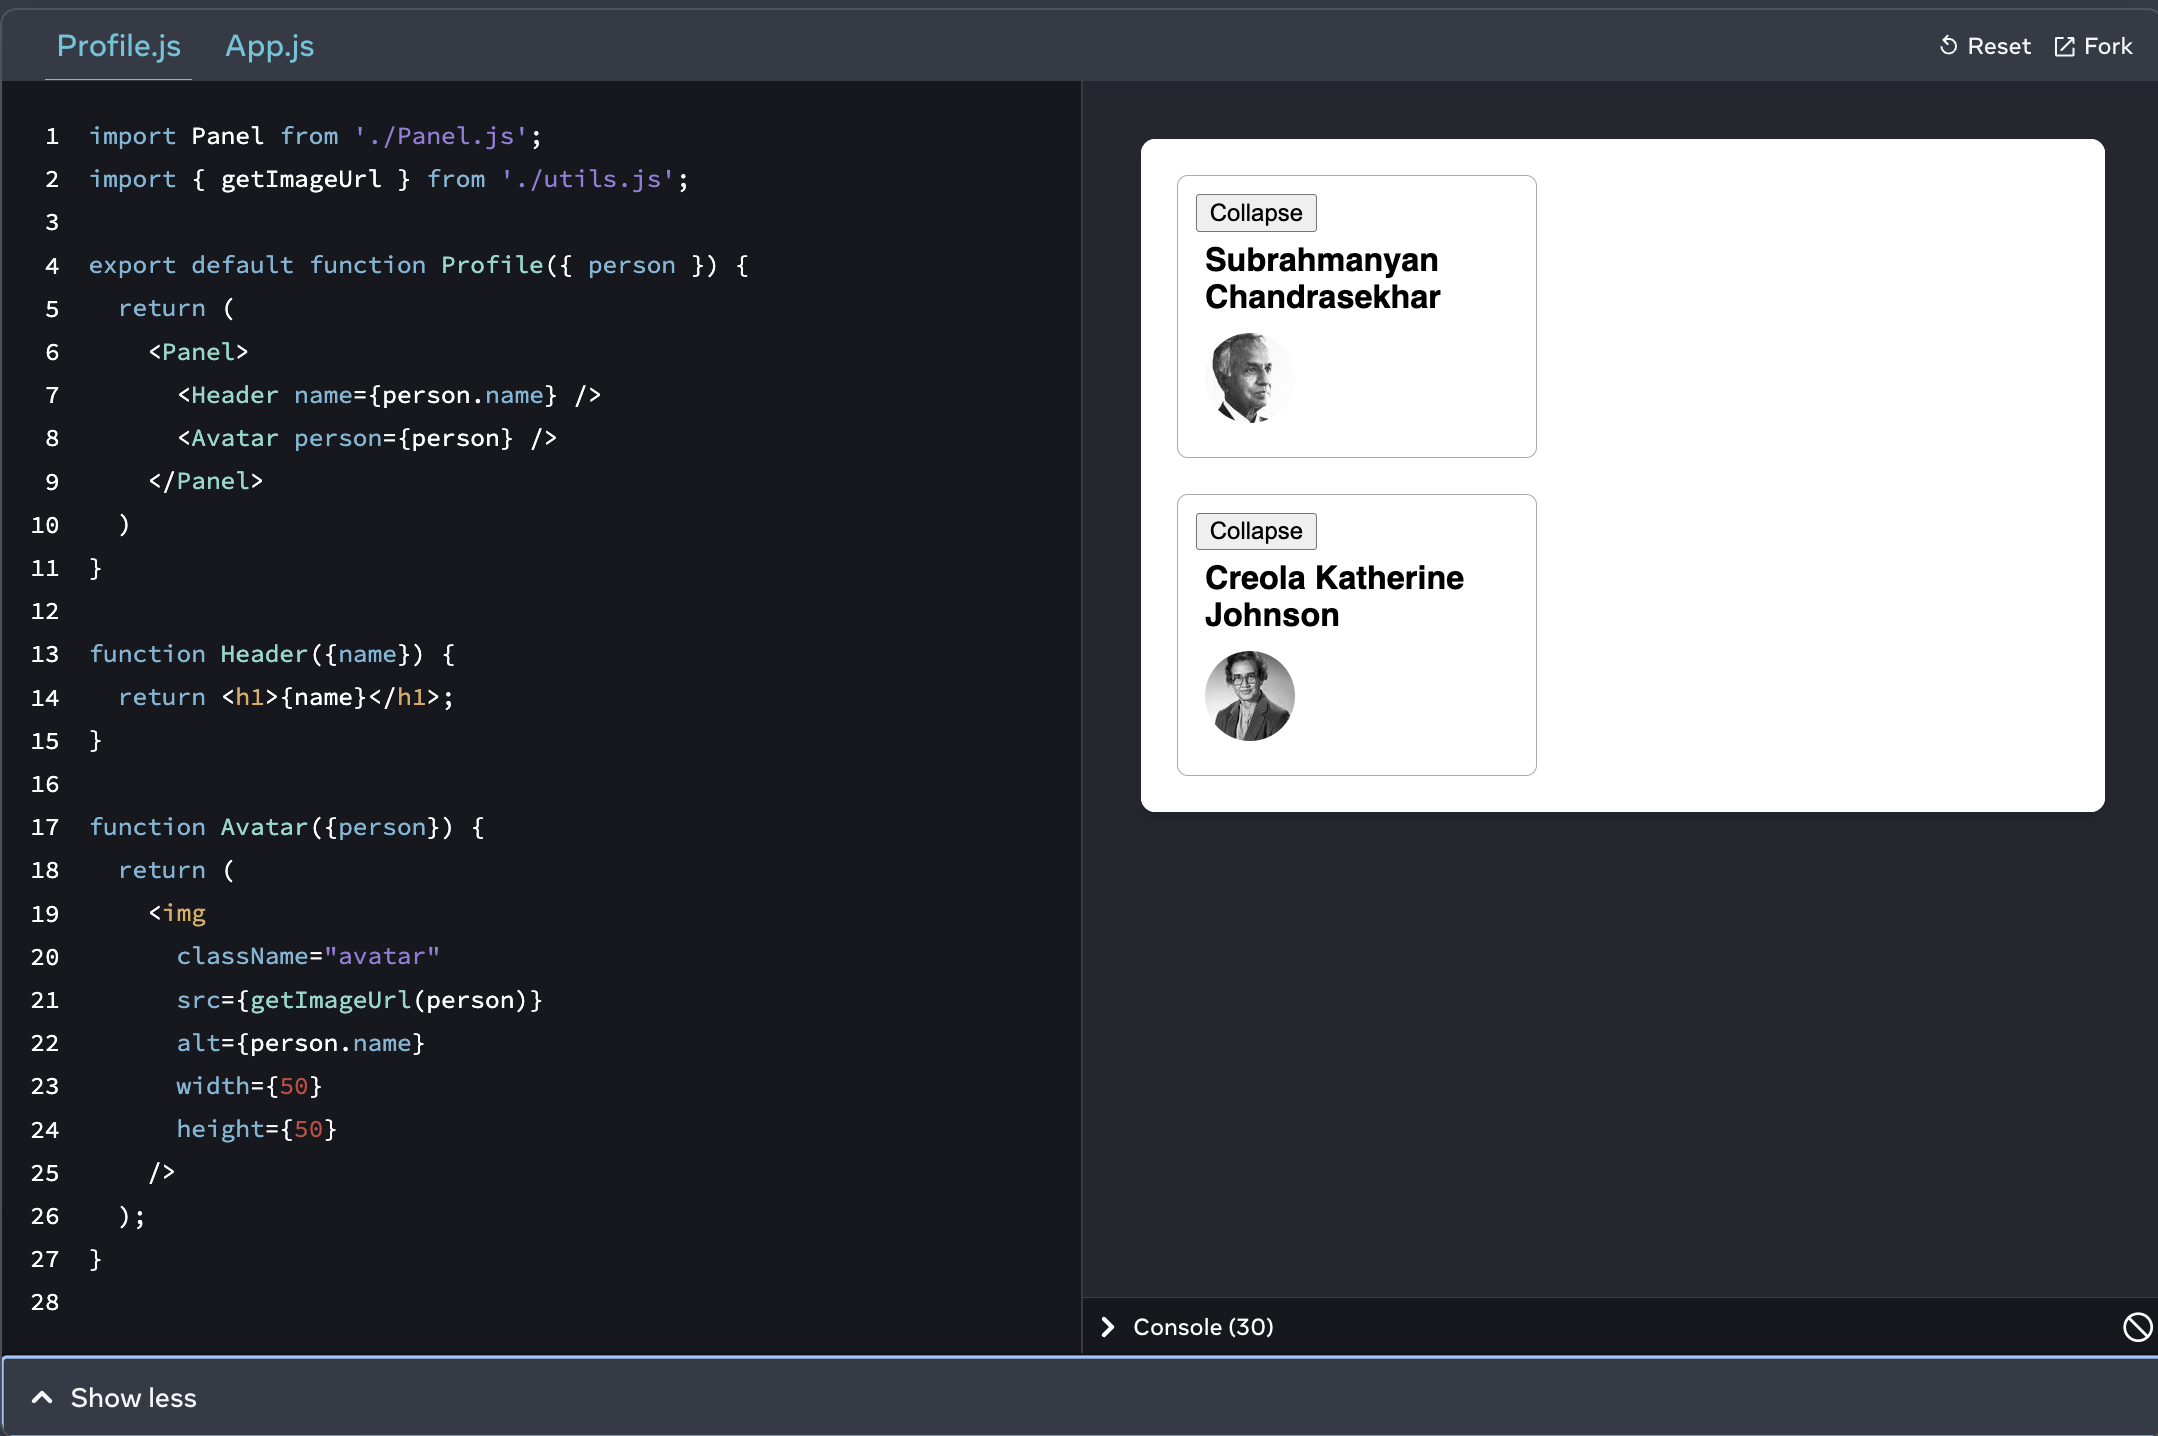 Profile.js App.js Reset Fork
1 import Panel from './Panel.js';
2 import { getImageUrl } from './utils.js';
3
4 export default function Profile({ person }) {
5   return (
6     <Panel>
7       <Header name={person.name} />
8       <Avatar person={person} />
9     </Panel>
10   )
11 }
12
13 function Header({name}) {
14   return <h1>{name}</h1>;
15 }
16
17 function Avatar({person}) {
18   return (
19     <img
20       className="avatar"
21       src={getImageUrl(person)}
22       alt={person.name}
23       width={50}
24       height={50}
25     />
26   );
27 }
28
Collapse
Subrahmanyan
Chandrasekhar
Collapse
Creola Katherine
Johnson
Console (30)
Show less